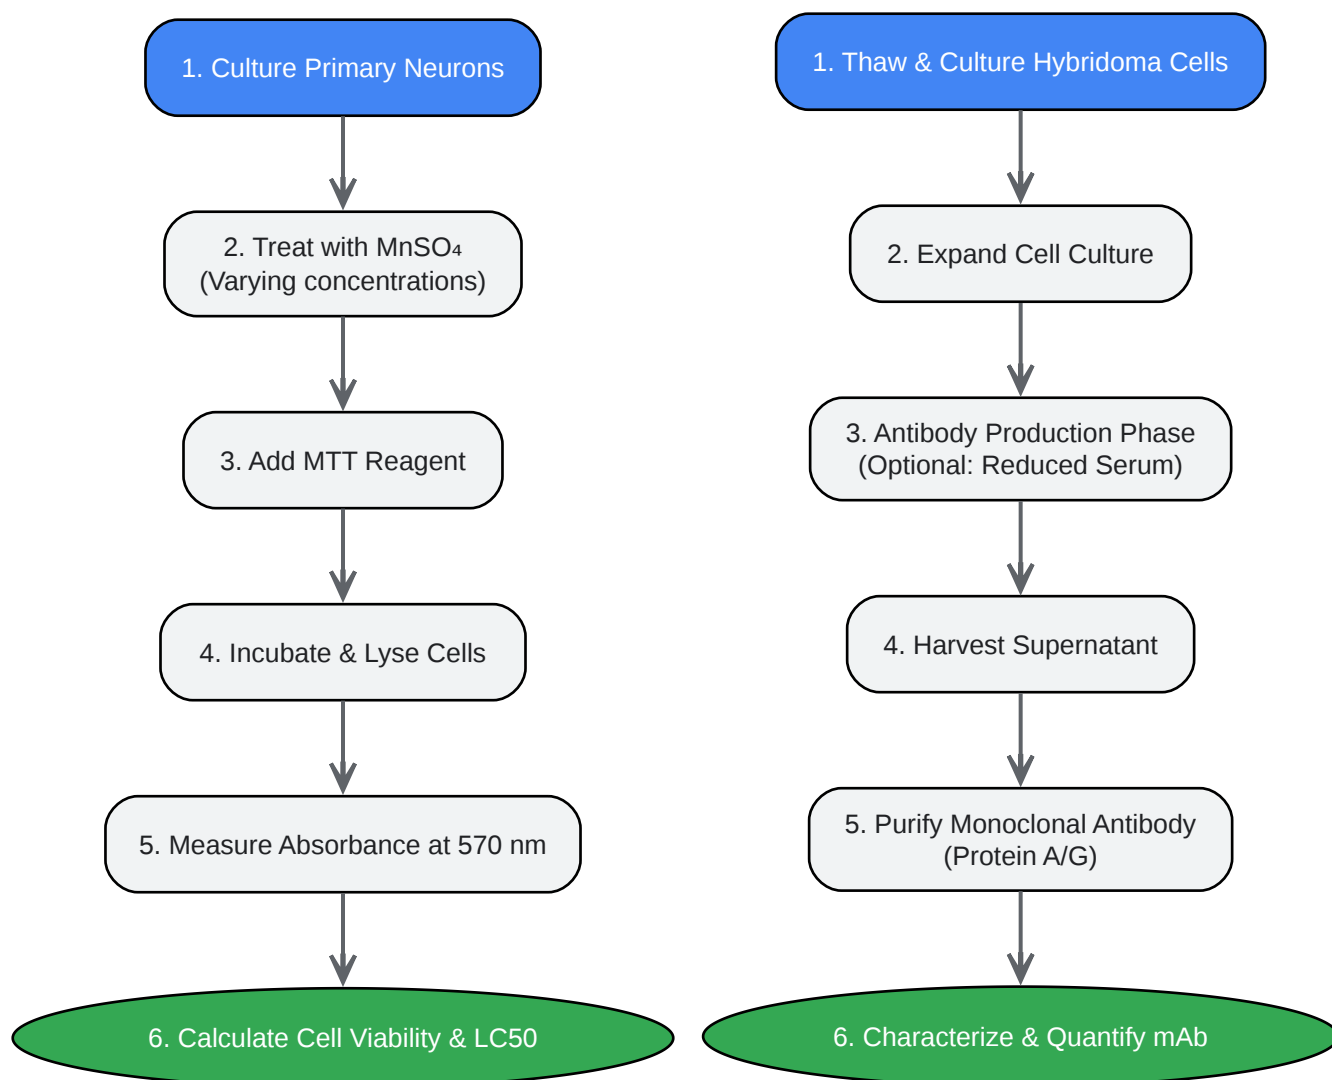 1. Culture Primary Neurons
2. Treat with MnSO₄
(Varying concentrations)
3. Add MTT Reagent
4. Incubate & Lyse Cells
5. Measure Absorbance at 570 nm
6. Calculate Cell Viability & LC50
1. Thaw & Culture Hybridoma Cells
2. Expand Cell Culture
3. Antibody Production Phase
(Optional: Reduced Serum)
4. Harvest Supernatant
5. Purify Monoclonal Antibody
(Protein A/G)
6. Characterize & Quantify mAb